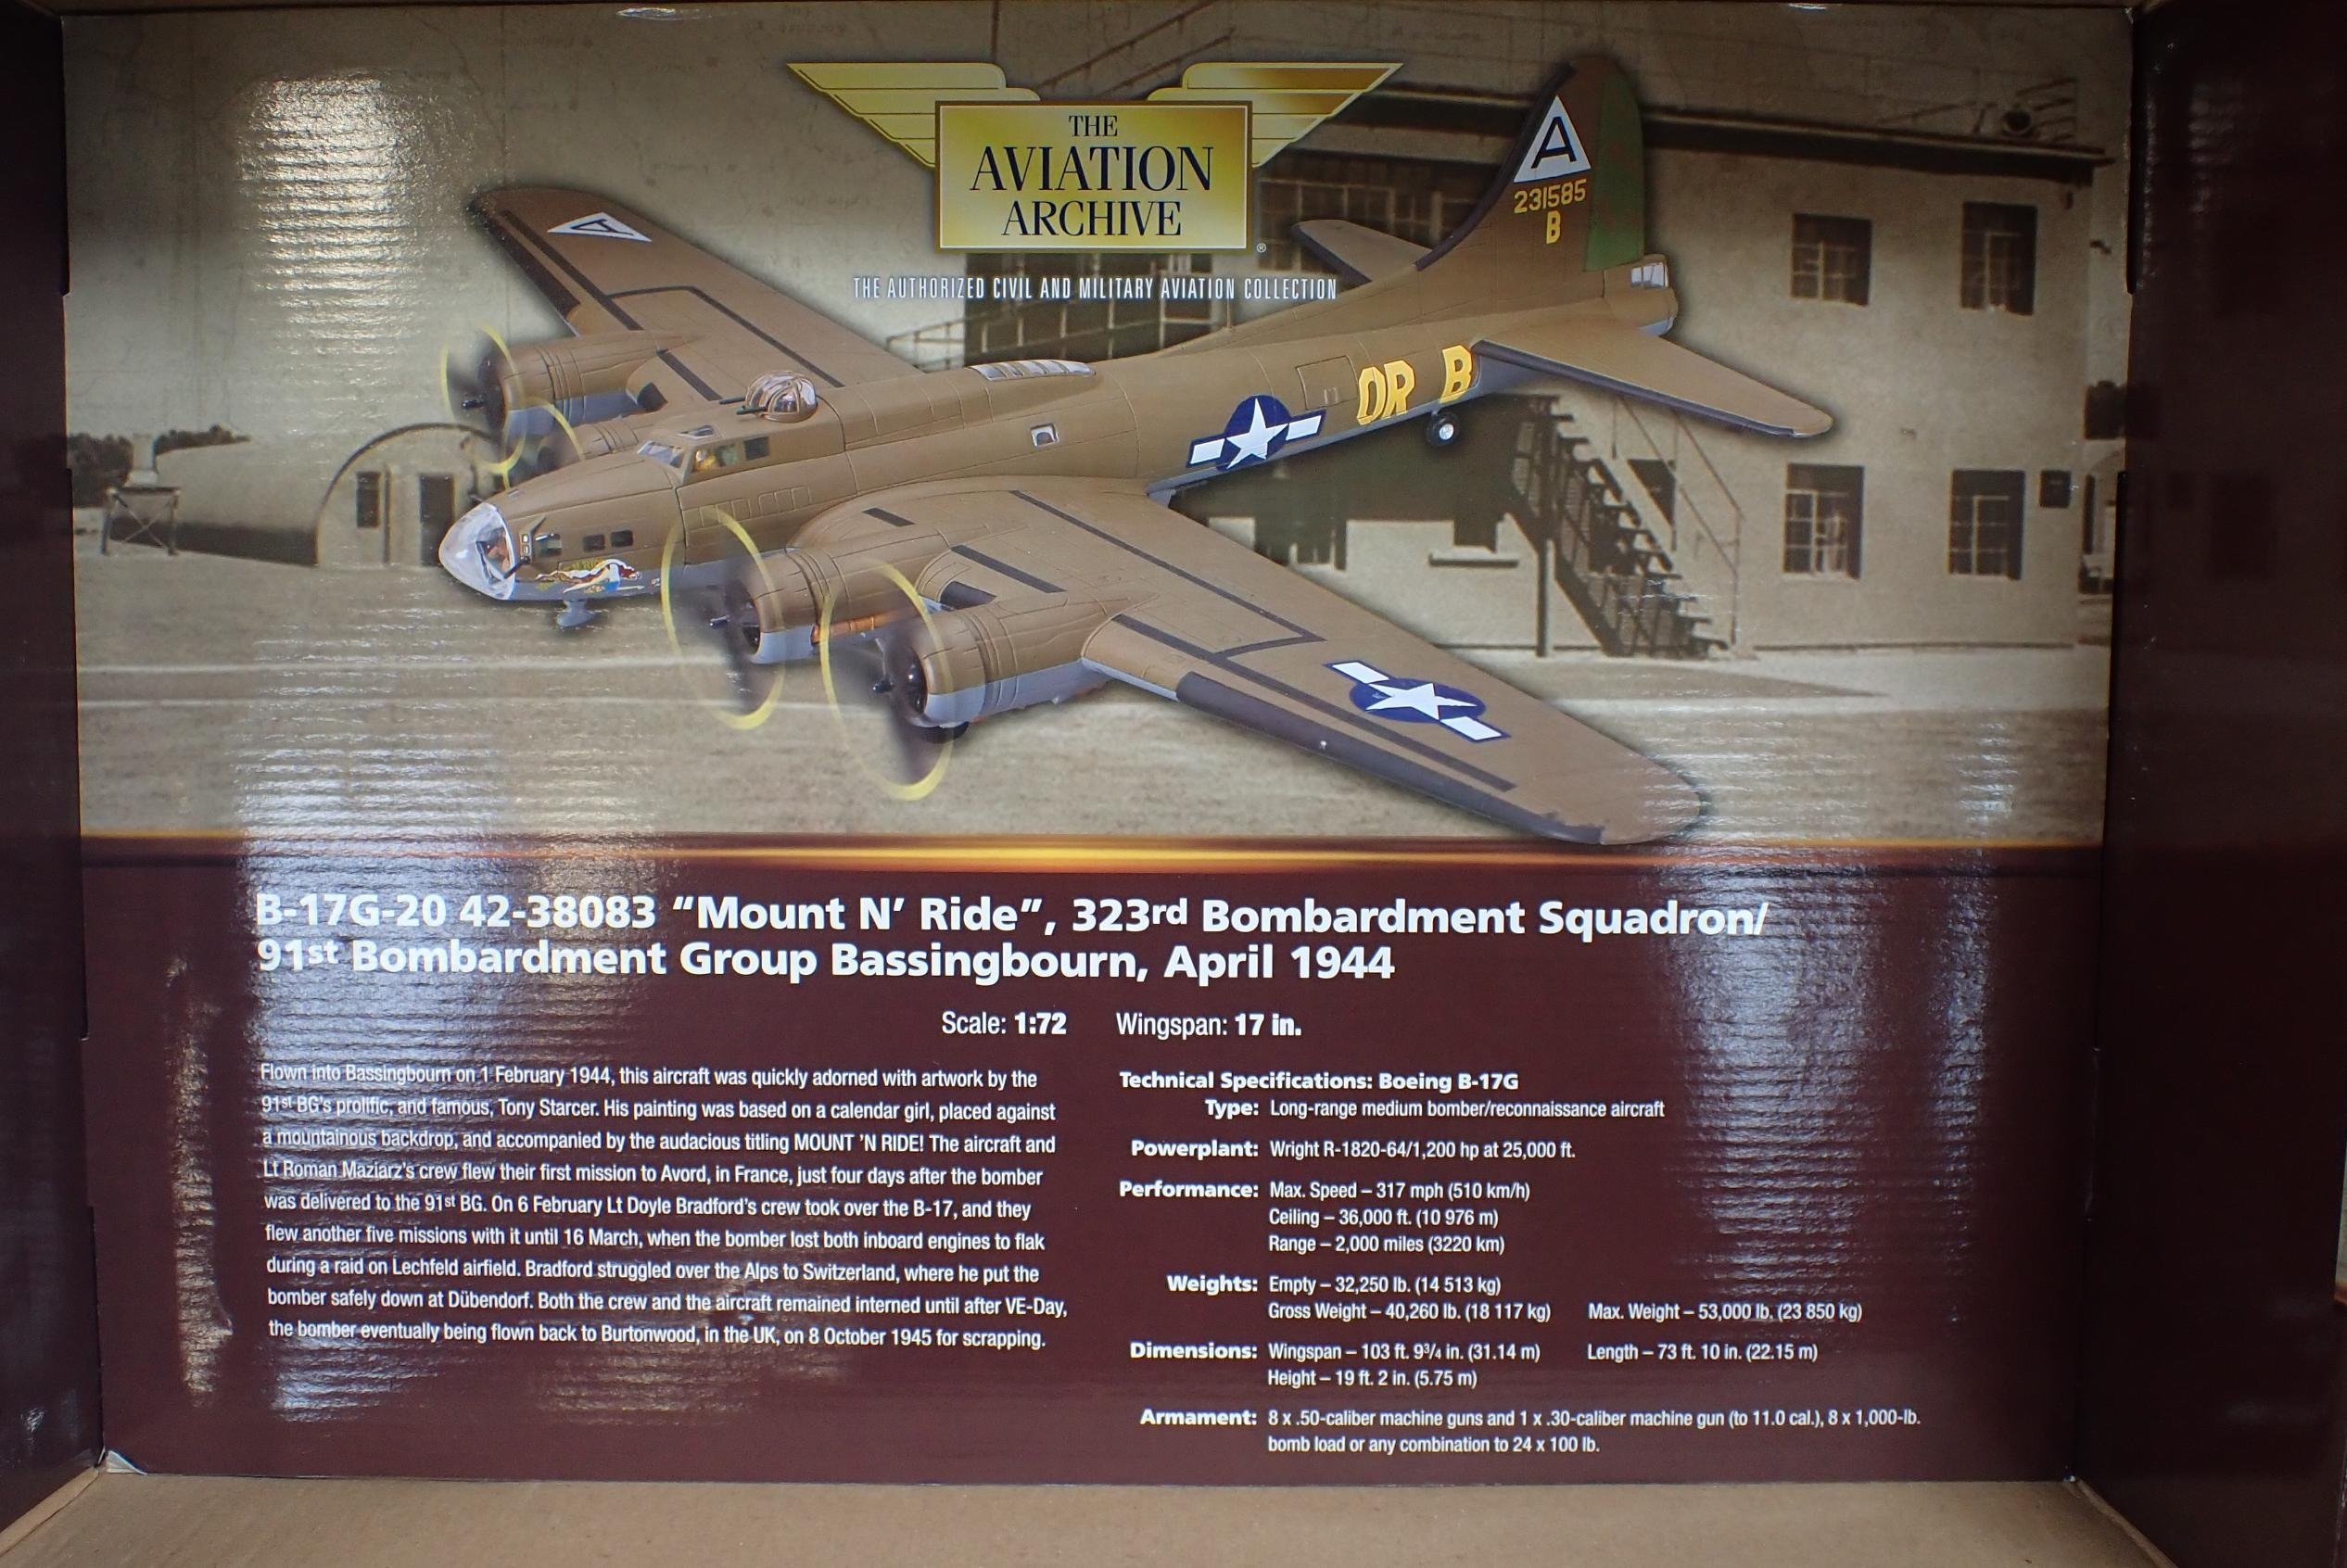 THE
AVIATION
ARCHIVE
®
THE AUTHORIZED CIVIL AND MILITARY AVIATION COLLECTION
A
A
231585
B
OR B
B-17G-20 42-38083 “Mount N’ Ride”, 323rd Bombardment Squadron/
91st Bombardment Group Bassingbourn, April 1944
Scale: 1:72 Wingspan: 17 in.
Flown into Bassingbourn on 1 February 1944, this aircraft was quickly adorned with artwork by the
91st BG’s prolific, and famous, Tony Starcer. His painting was based on a calendar girl, placed against
a mountainous backdrop, and accompanied by the audacious titling MOUNT ’N RIDE! The aircraft and
Lt Roman Maziarz’s crew flew their first mission to Avord, in France, just four days after the bomber
was delivered to the 91st BG. On 6 February Lt Doyle Bradford’s crew took over the B-17, and they
flew another five missions with it until 16 March, when the bomber lost both inboard engines to flak
during a raid on Lechfeld airfield. Bradford struggled over the Alps to Switzerland, where he put the
bomber safely down at Dübendorf. Both the crew and the aircraft remained interned until after VE-Day,
the bomber eventually being flown back to Burtonwood, in the UK, on 8 October 1945 for scrapping.
Technical Specifications: Boeing B-17G
Type: Long-range medium bomber/reconnaissance aircraft
Powerplant: Wright R-1820-64/1,200 hp at 25,000 ft.
Performance: Max. Speed – 317 mph (510 km/h)
Ceiling – 36,000 ft. (10 976 m)
Range – 2,000 miles (3220 km)
Weights: Empty – 32,250 lb. (14 513 kg)
Gross Weight – 40,260 lb. (18 117 kg) Max. Weight – 53,000 lb. (23 850 kg)
Dimensions: Wingspan – 103 ft. 9¾ in. (31.14 m) Length – 73 ft. 10 in. (22.15 m)
Height – 19 ft. 2 in. (5.75 m)
Armament: 8 x .50-caliber machine guns and 1 x .30-caliber machine gun (to 11.0 cal.), 8 x 1,000-lb.
bomb load or any combination to 24 x 100 lb.